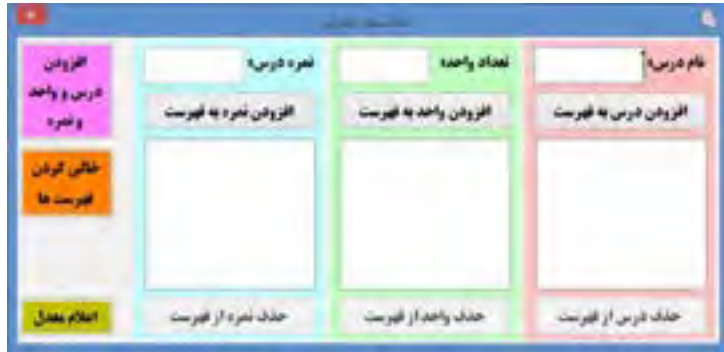 محاسبه معدل
نام درس:
تعداد واحد:
نمره درس:
افزودن درس به فهرست
افزودن واحد به فهرست
افزودن نمره به فهرست
افزودن
درس و واحد
و نمره
خالی کردن
فهرست ها
حذف درس از فهرست
حذف واحد از فهرست
حذف نمره از فهرست
اعلام معدل